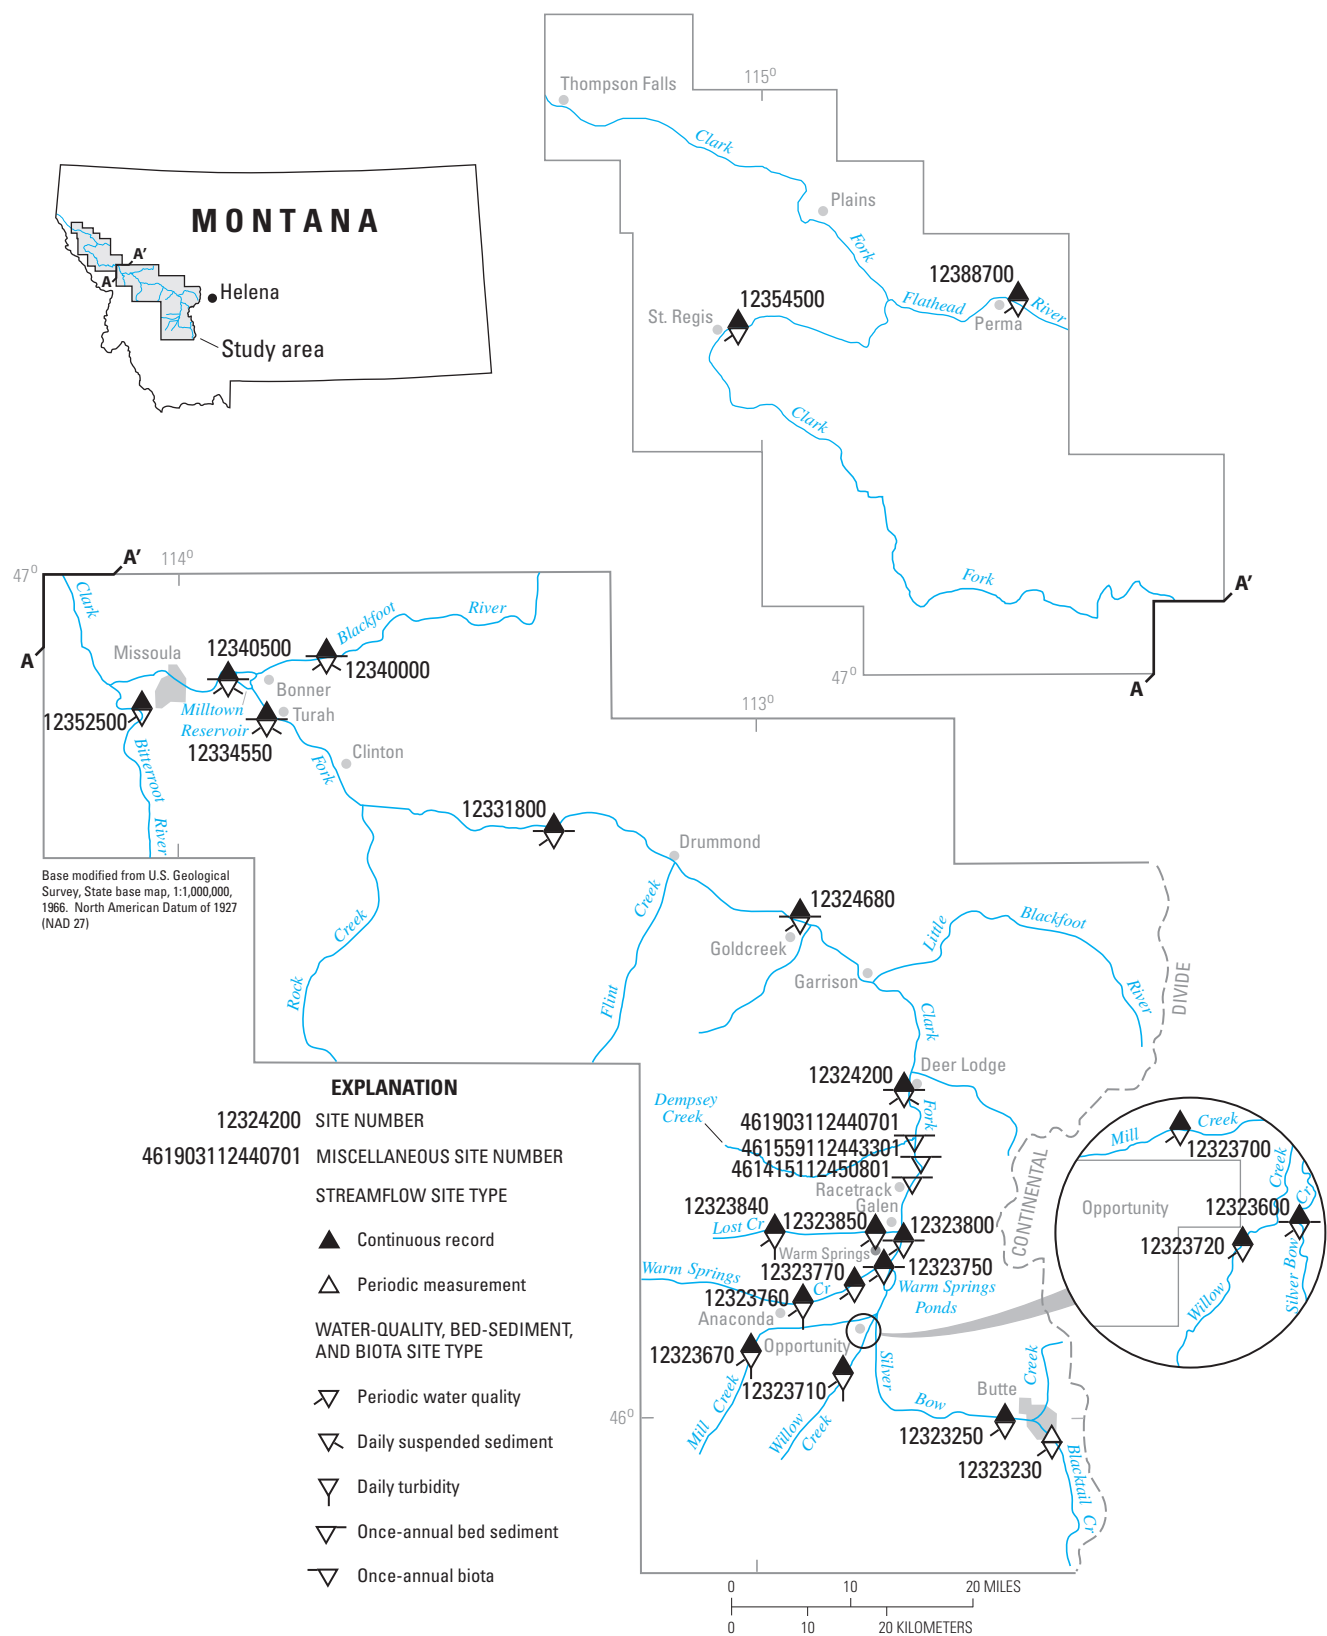 Thompson Falls
115⁰
Clark
MONTANA
Plains
Fork
A'
12388700
A
Helena
12354500
Flathead
River
St. Regis
Perma
Study area
Clark
A'
114⁰
47⁰
Fork
A'
Clark
Blackfoot
River
Missoula
12340500
A
12340000
47⁰
A
Bonner
113⁰
Milltown
Reservoir
Turah
12352500
12334550
Bitterroot
River
Fork
Clinton
12331800
Drummond
Base modified from U.S. Geological
Survey, State base map, 1:1,000,000,
1966. North American Datum of 1927
(NAD 27)
Creek
12324680
Little
Blackfoot
River
Goldcreek
Creek
Garrison
DIVIDE
Rock
Flint
Clark
EXPLANATION
12324200
Deer Lodge
12324200 SITE NUMBER
Dempsey
Creek
Fork
461903112440701
461903112440701 MISCELLANEOUS SITE NUMBER
461559112443301
461415112450801
STREAMFLOW SITE TYPE
Racetrack
Galen
CONTINENTAL
Mill
Creek
12323700
Creek
Opportunity
12323600
Cr
12323720
Silver Bow
Willow
12323840
Lost Cr
12323850
12323800
Continuous record
Warm Springs
12323770
12323750
Warm Springs
Cr
Warm Springs
Ponds
Periodic measurement
12323760
Anaconda
WATER-QUALITY, BED-SEDIMENT,
AND BIOTA SITE TYPE
Opportunity
12323670
12323710
Silver
Bow
Creek
Butte
Periodic water quality
Mill
Creek
Willow
Creek
46⁰
12323250
12323230
Blacktail Cr
Daily suspended sediment
Daily turbidity
Once-annual bed sediment
Once-annual biota
0 10 20 MILES
0 10 20 KILOMETERS